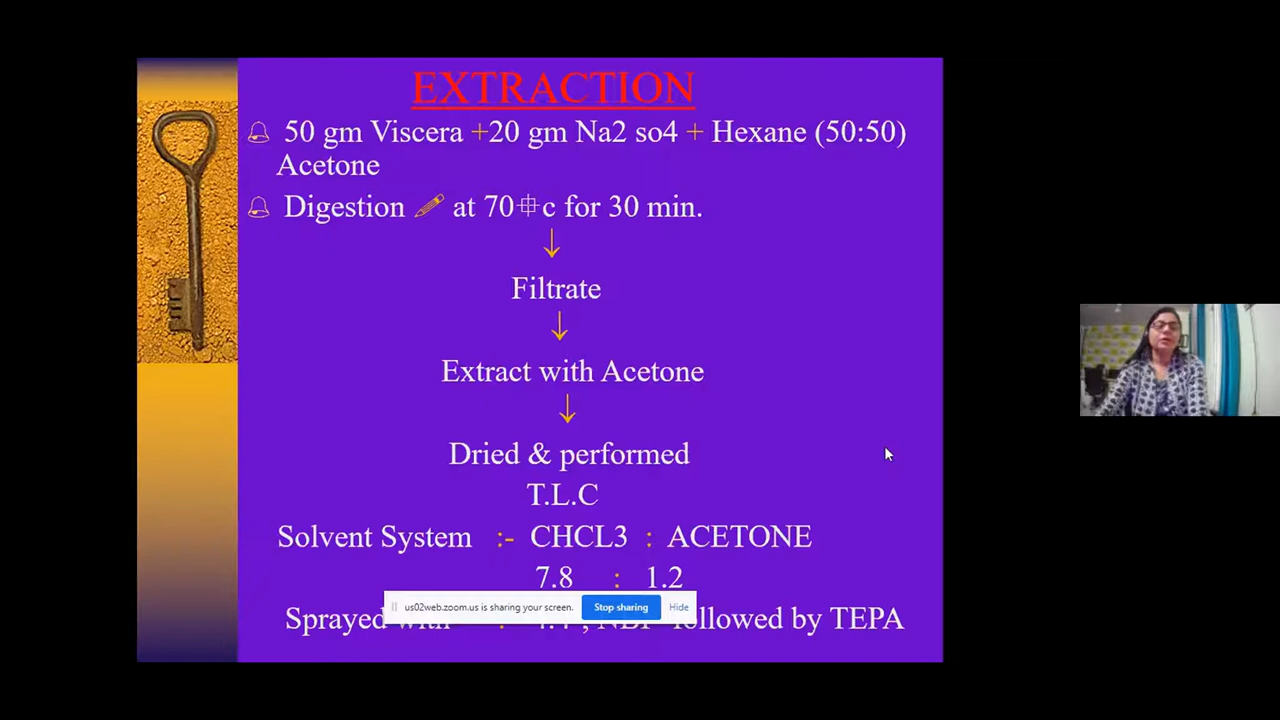 EXTRACTION
50 gm Viscera +20 gm Na2 so4 + Hexane (50:50)
Acetone
Digestion at 70 c for 30 min.
↓
Filtrate
↓
Extract with Acetone
↓
Dried & performed
T.L.C
Solvent System :- CHCL3 : ACETONE
7.8 : 1.2
us02web.zoom.us is sharing your screen. Stop sharing Hide
Sprayed followed by TEPA